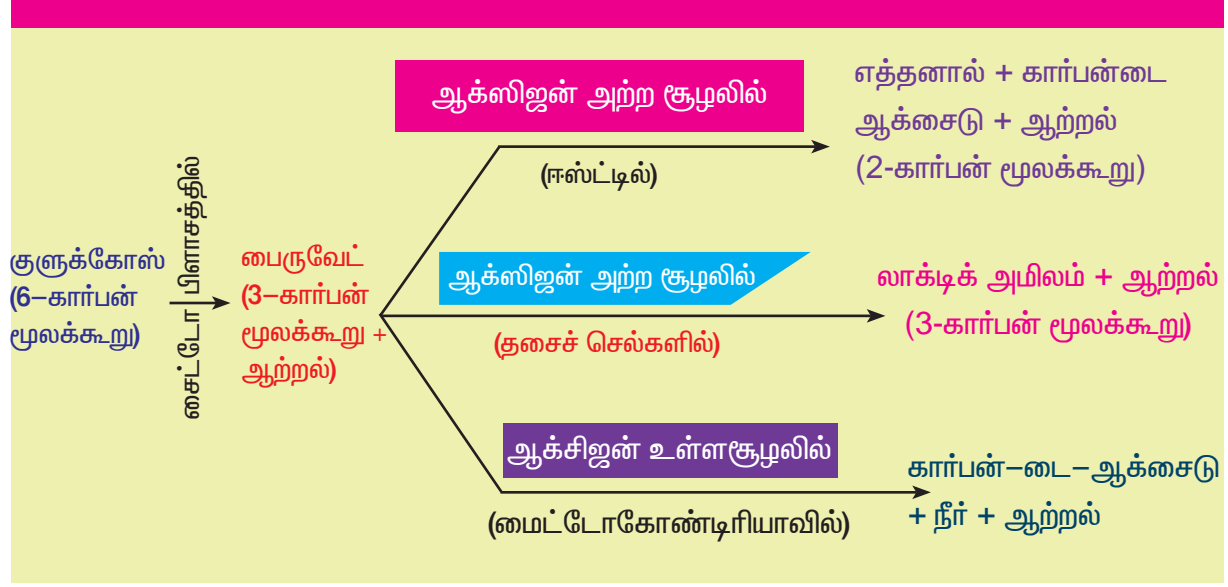 குளுக்கோஸ்
(6–கார்பன்
மூலக்கூறு)
சைட்டோ பிளாசத்தில்
பைருவேட்
(3–கார்பன்
மூலக்கூறு +
ஆற்றல்)
ஆக்ஸிஜன் அற்ற சூழலில்
(ஈஸ்ட்டில்)
எத்தனால் + கார்பன்டை
ஆக்சைடு + ஆற்றல்
(2-கார்பன் மூலக்கூறு)
ஆக்ஸிஜன் அற்ற சூழலில்
(தசைச் செல்களில்)
லாக்டிக் அமிலம் + ஆற்றல்
(3-கார்பன் மூலக்கூறு)
ஆக்சிஜன் உள்ளசூழலில்
(மைட்டோகோண்டிரியாவில்)
கார்பன்–டை–ஆக்சைடு
+ நீர் + ஆற்றல்